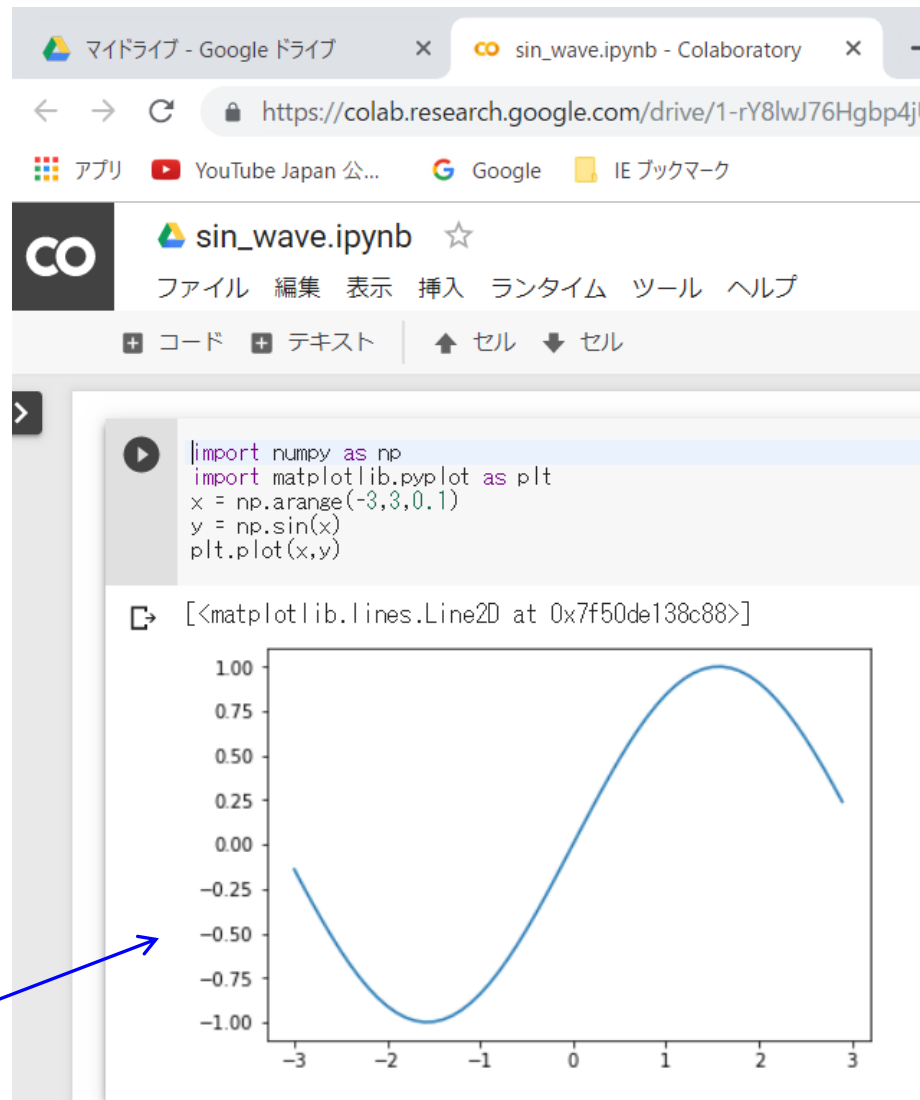 マイドライブ - Google ドライブ
sin_wave.ipynb - Colaboratory
https://colab.research.google.com/drive/1-rY8lwJ76Hgbp4j
アプリ YouTube Japan 公... Google IE ブックマーク
CO
sin_wave.ipynb
ファイル 編集 表示 挿入 ランタイム ツール ヘルプ
コード テキスト セル セル
import numpy as np
import matplotlib.pyplot as plt
x = np.arange(-3,3,0.1)
y = np.sin(x)
plt.plot(x,y)
[<matplotlib.lines.Line2D at 0x7f50de138c88>]
1.00
0.75
0.50
0.25
0.00
−0.25
−0.50
−0.75
−1.00
−3 −2 −1 0 1 2 3